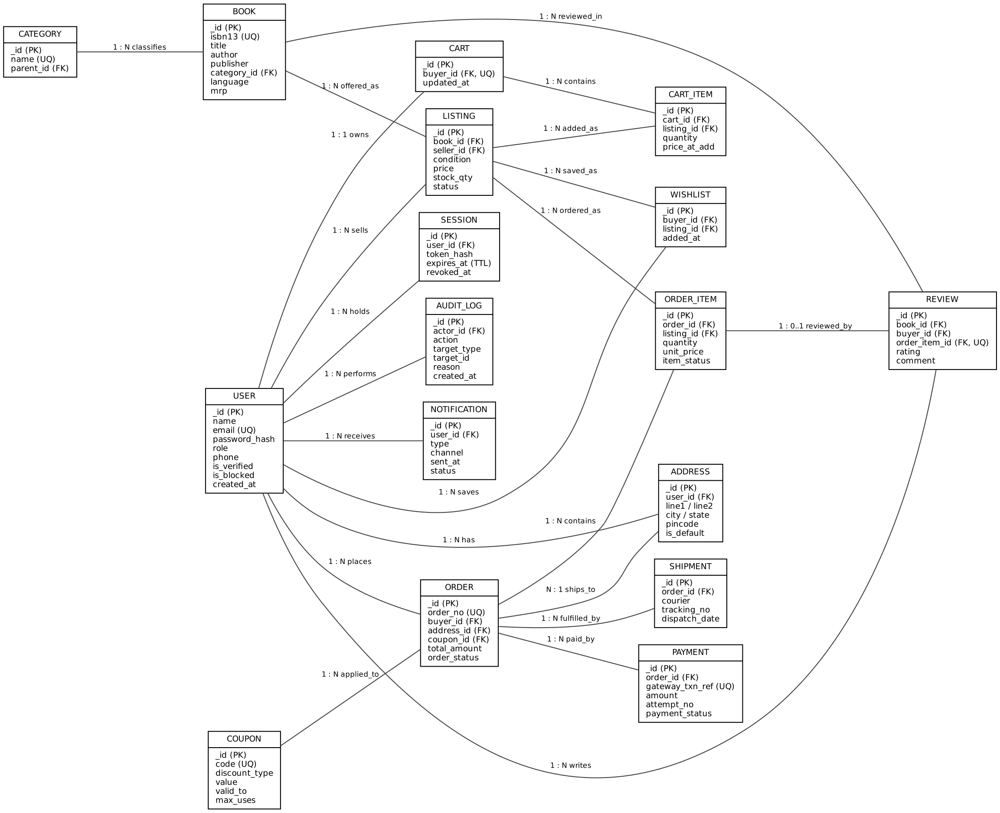 CATEGORY
_id (PK)
name (UQ)
parent_id (FK)
1 : N classifies
BOOK
_id (PK)
isbn13 (UQ)
title
author
publisher
category_id (FK)
language
mrp
1 : N reviewed_in
1 : N offered_as
1 : 1 owns
1 : N sells
1 : N holds
1 : N performs
1 : N receives
USER
_id (PK)
name
email (UQ)
password_hash
role
phone
is_verified
is_blocked
created_at
1 : N places
1 : N applied_to
COUPON
_id (PK)
code (UQ)
discount_type
value
valid_to
max_uses
CART
_id (PK)
buyer_id (FK, UQ)
updated_at
LISTING
_id (PK)
book_id (FK)
seller_id (FK)
condition
price
stock_qty
status
SESSION
_id (PK)
user_id (FK)
token_hash
expires_at (TTL)
revoked_at
AUDIT_LOG
_id (PK)
actor_id (FK)
action
target_type
target_id
reason
created_at
NOTIFICATION
_id (PK)
user_id (FK)
type
channel
sent_at
status
1 : N saves
1 : N has
ORDER
_id (PK)
order_no (UQ)
buyer_id (FK)
address_id (FK)
coupon_id (FK)
total_amount
order_status
1 : N contains
1 : N added_as
1 : N saved_as
1 : N ordered_as
1 : N contains
N : 1 ships_to
1 : N fulfilled_by
1 : N paid_by
1 : N writes
CART_ITEM
_id (PK)
cart_id (FK)
listing_id (FK)
quantity
price_at_add
WISHLIST
_id (PK)
buyer_id (FK)
listing_id (FK)
added_at
ORDER_ITEM
_id (PK)
order_id (FK)
listing_id (FK)
quantity
unit_price
item_status
ADDRESS
_id (PK)
user_id (FK)
line1 / line2
city / state
pincode
is_default
SHIPMENT
_id (PK)
order_id (FK)
courier
tracking_no
dispatch_date
PAYMENT
_id (PK)
order_id (FK)
gateway_txn_ref (UQ)
amount
attempt_no
payment_status
1 : 0..1 reviewed_by
REVIEW
_id (PK)
book_id (FK)
buyer_id (FK)
order_item_id (FK, UQ)
rating
comment